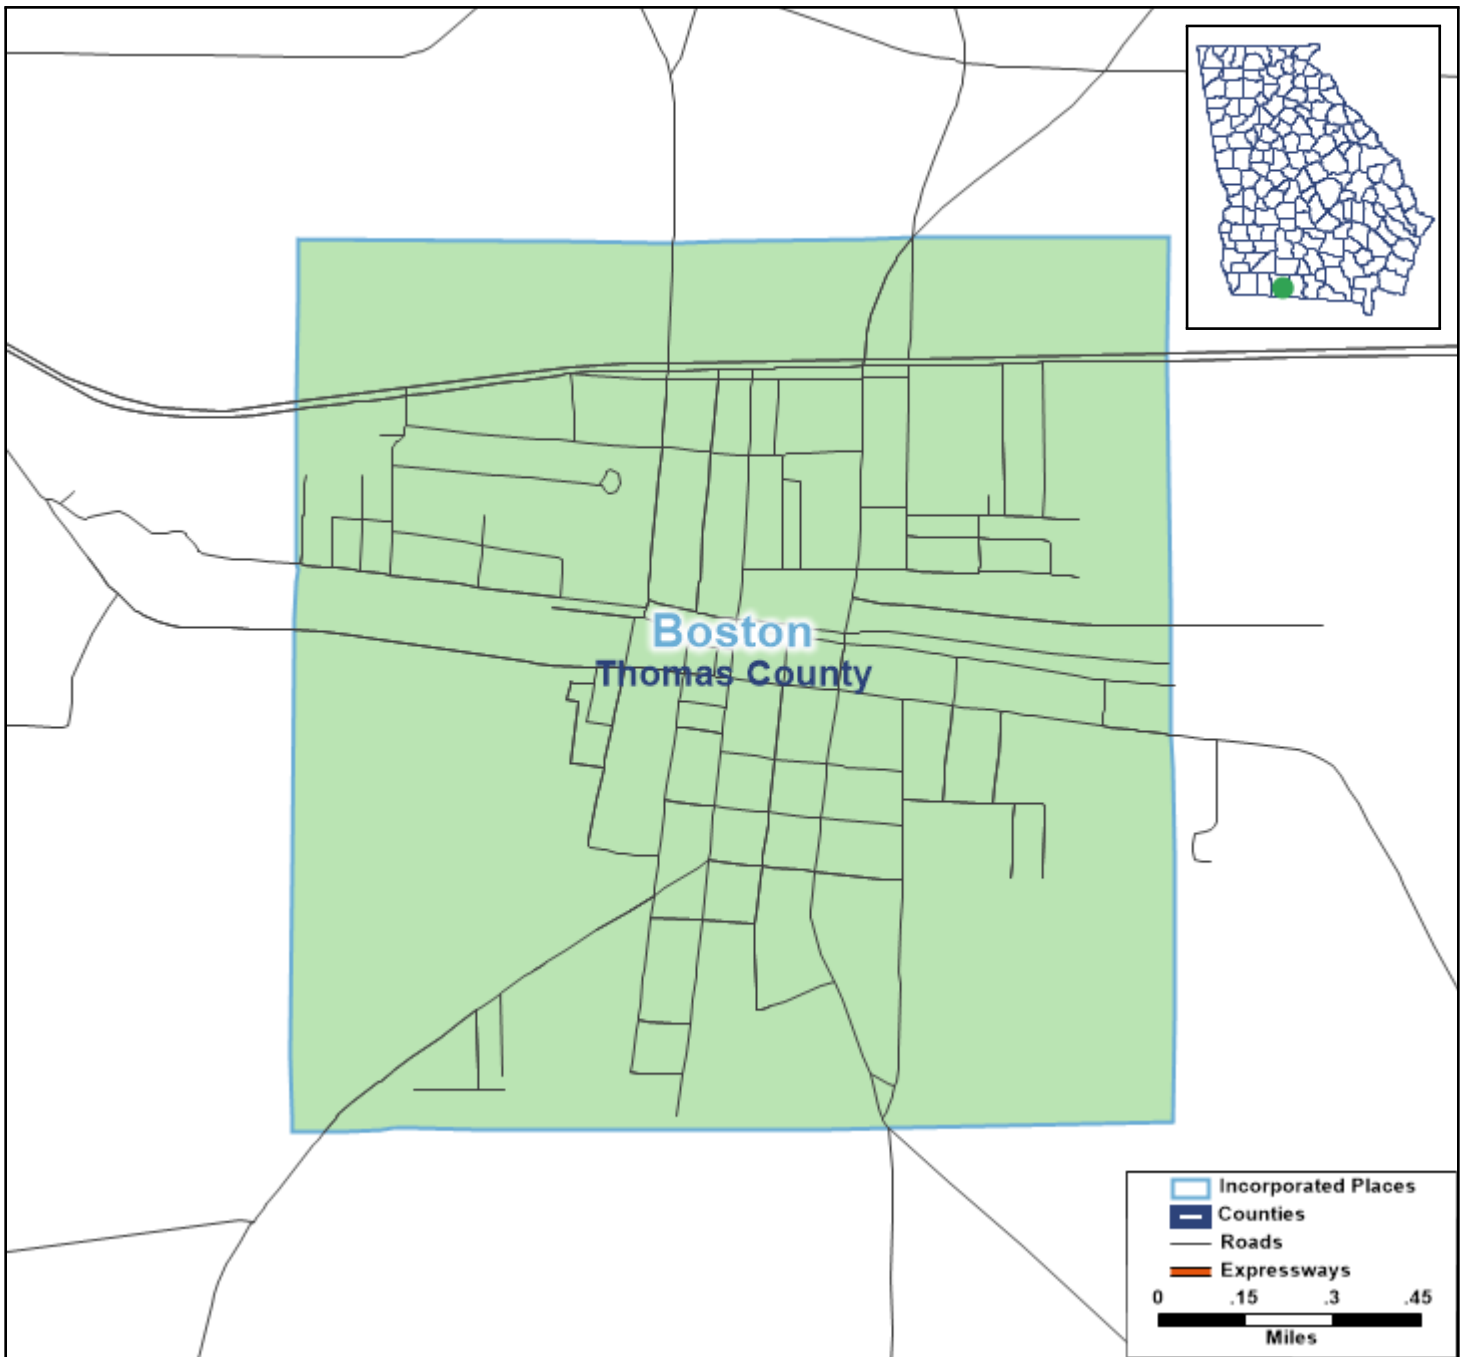 Boston
Thomas County
Incorporated Places
Counties
Roads
Expressways
0 .15 .3 .45
Miles